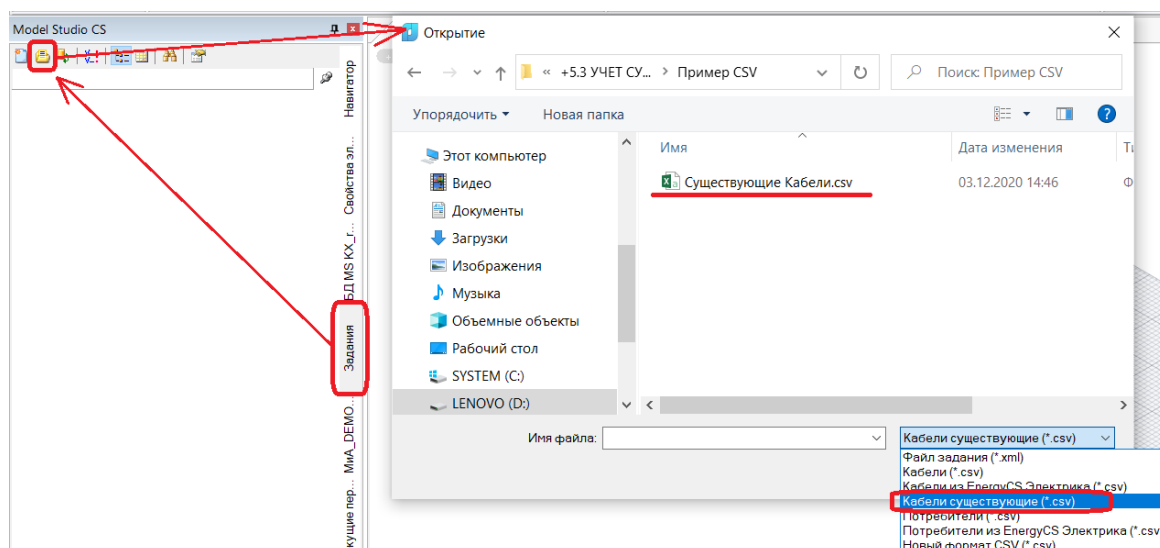 Model Studio CS
Навигатор
Свойства эл...
БД MS KX_г...
Задания
МиА_DEMO...
кущие пер...
Открытие
« +5.3 УЧЕТ СУ... > Пример CSV
Поиск: Пример CSV
Упорядочить
Новая папка
Этот компьютер
Видео
Документы
Загрузки
Изображения
Музыка
Объемные объекты
Рабочий стол
SYSTEM (C:)
LENOVO (D:)
Имя
Дата изменения
Существующие Кабели.csv
03.12.2020 14:46
Ф
Имя файла:
Кабели существующие (*.csv)
Файл задания (*.xml)
Кабели (*.csv)
Кабели из EnergyCS Электрика (*.csv)
Кабели существующие (*.csv)
Потребители (*.csv)
Потребители из EnergyCS Электрика (*.csv
Новый формат CSV (*.csv)